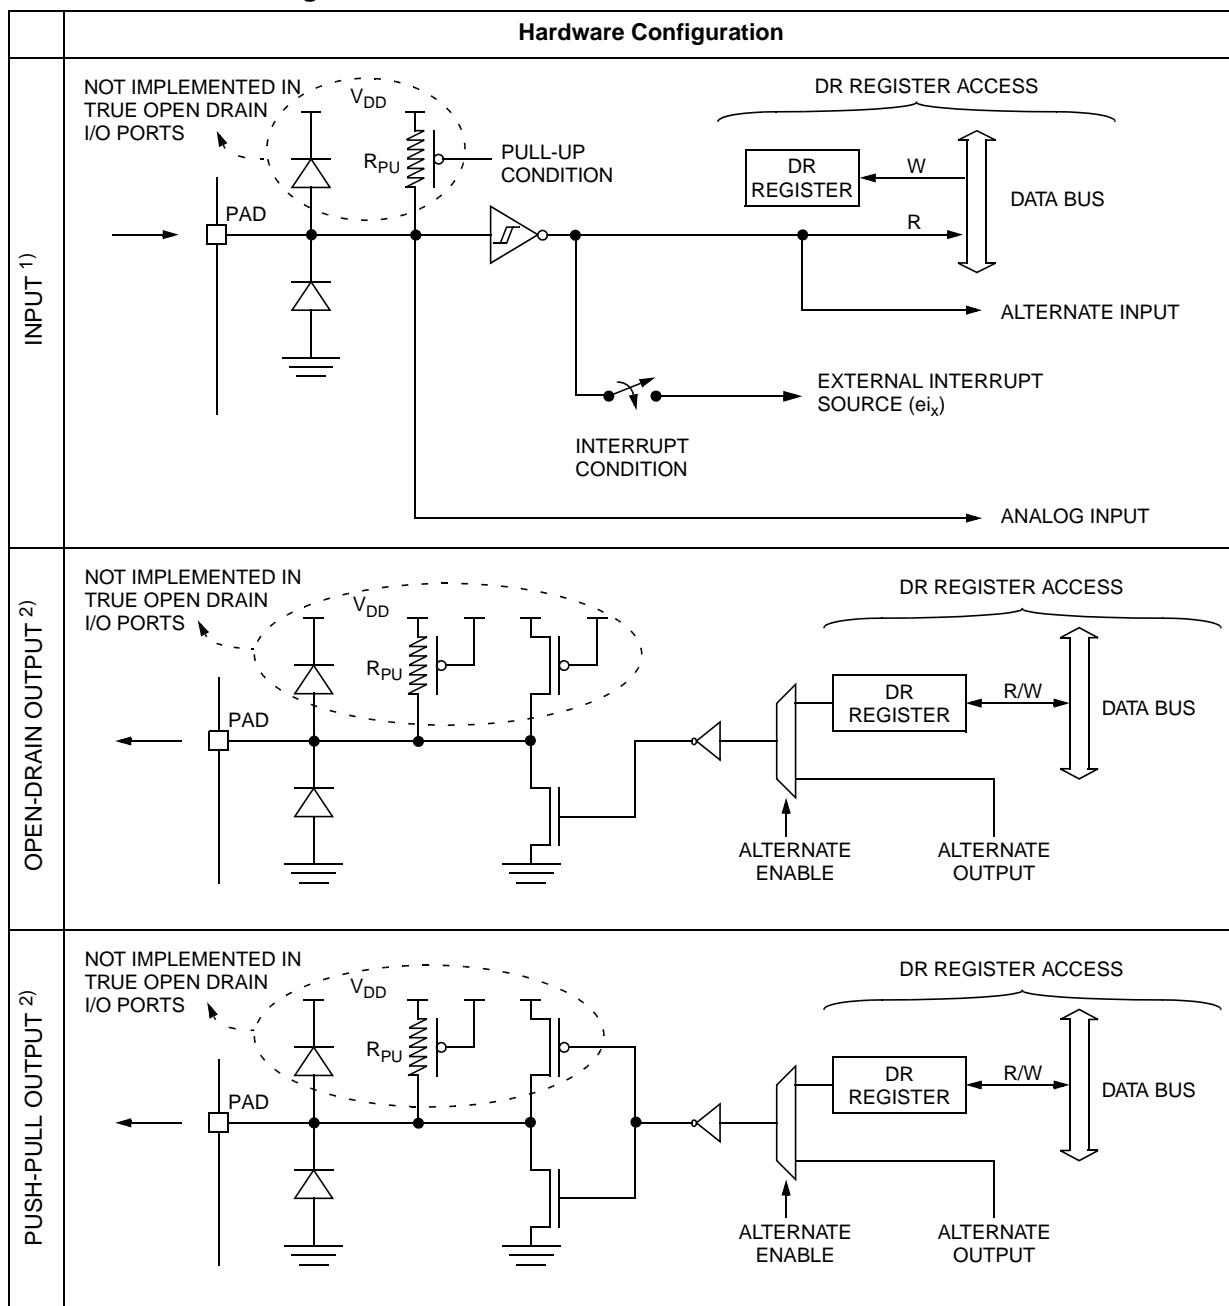 Hardware Configuration
INPUT 1)
NOT IMPLEMENTED IN
TRUE OPEN DRAIN
I/O PORTS
VDD
RPU
PULL-UP
CONDITION
PAD
DR REGISTER ACCESS
DR
REGISTER
W
R
DATA BUS
ALTERNATE INPUT
EXTERNAL INTERRUPT
SOURCE (eix)
INTERRUPT
CONDITION
ANALOG INPUT
OPEN-DRAIN OUTPUT 2)
NOT IMPLEMENTED IN
TRUE OPEN DRAIN
I/O PORTS
VDD
RPU
PAD
DR REGISTER ACCESS
DR
REGISTER
R/W
DATA BUS
ALTERNATE
ENABLE
ALTERNATE
OUTPUT
PUSH-PULL OUTPUT 2)
NOT IMPLEMENTED IN
TRUE OPEN DRAIN
I/O PORTS
VDD
RPU
PAD
DR REGISTER ACCESS
DR
REGISTER
R/W
DATA BUS
ALTERNATE
ENABLE
ALTERNATE
OUTPUT